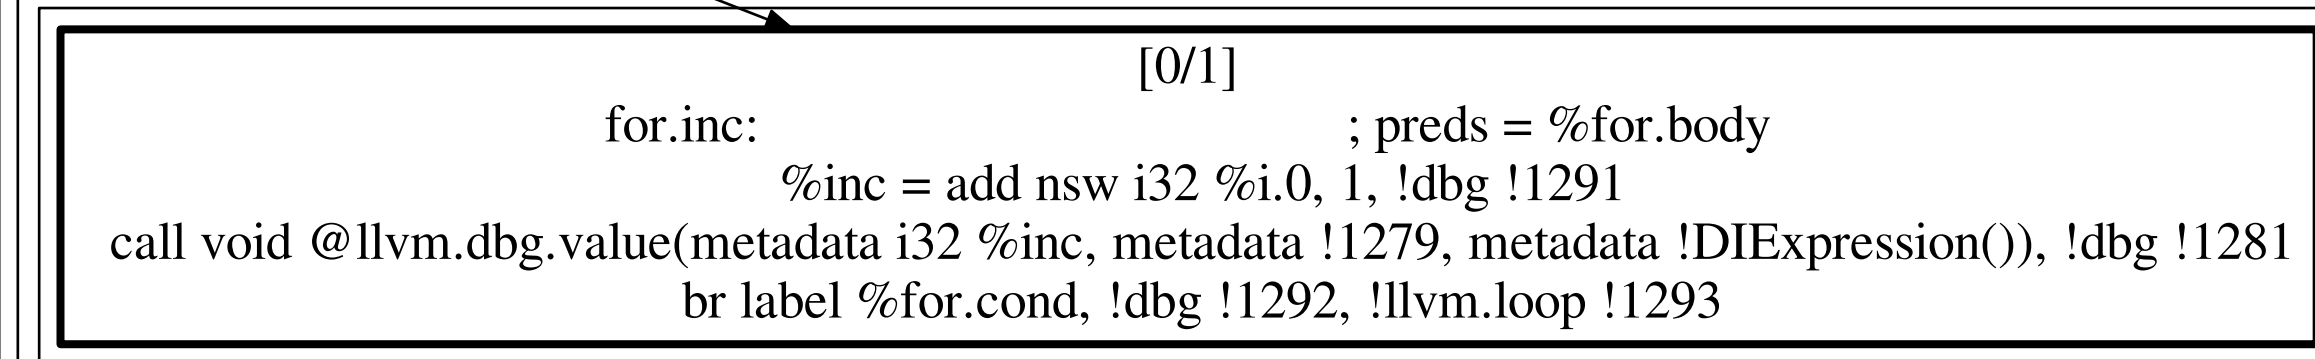 [0/1]
for.inc: ; preds = %for.body
%inc = add nsw i32 %i.0, 1, !dbg !1291
call void @llvm.dbg.value(metadata i32 %inc, metadata !1279, metadata !DIExpression()), !dbg !1281
br label %for.cond, !dbg !1292, !llvm.loop !1293